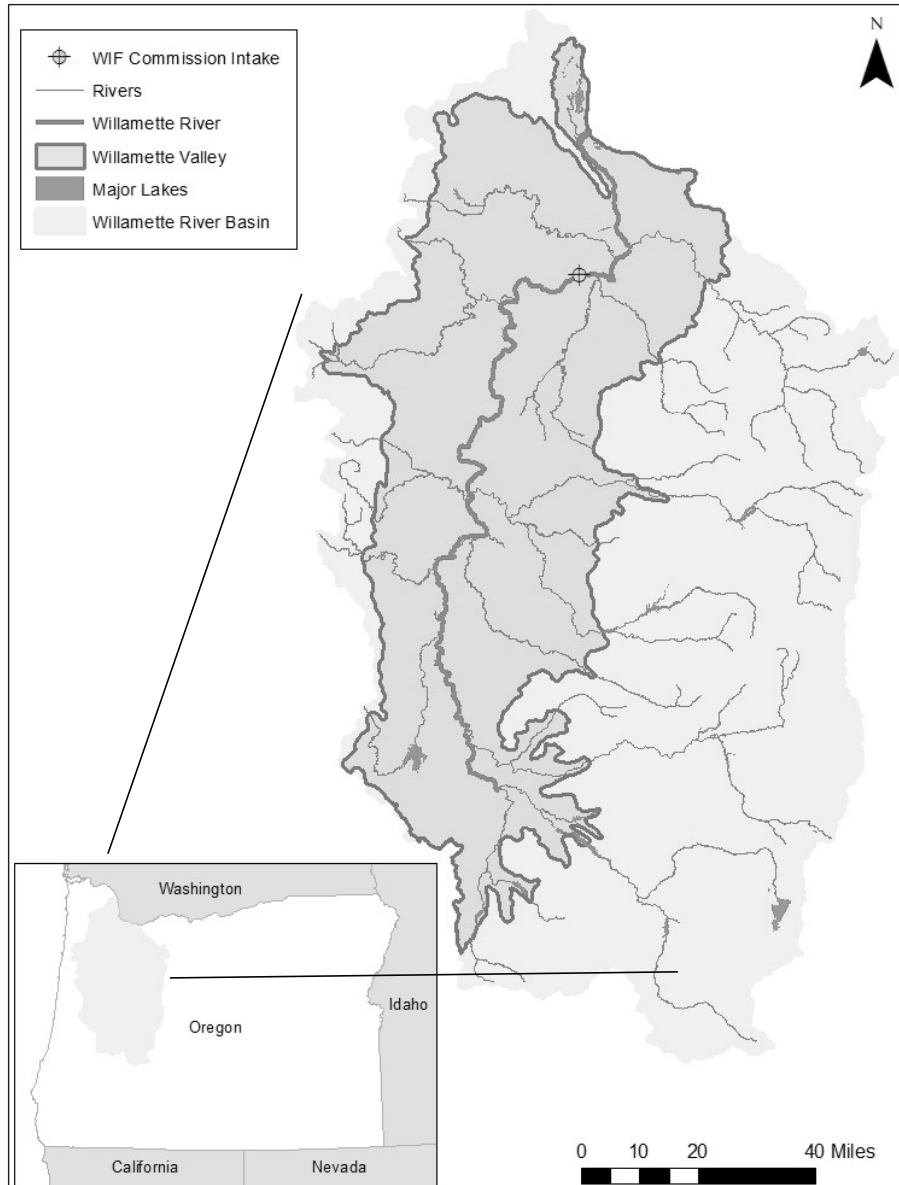 N
WIF Commission Intake
Rivers
Willamette River
Willamette Valley
Major Lakes
Willamette River Basin
Washington
Idaho
Oregon
California
Nevada
0 10 20 40 Miles